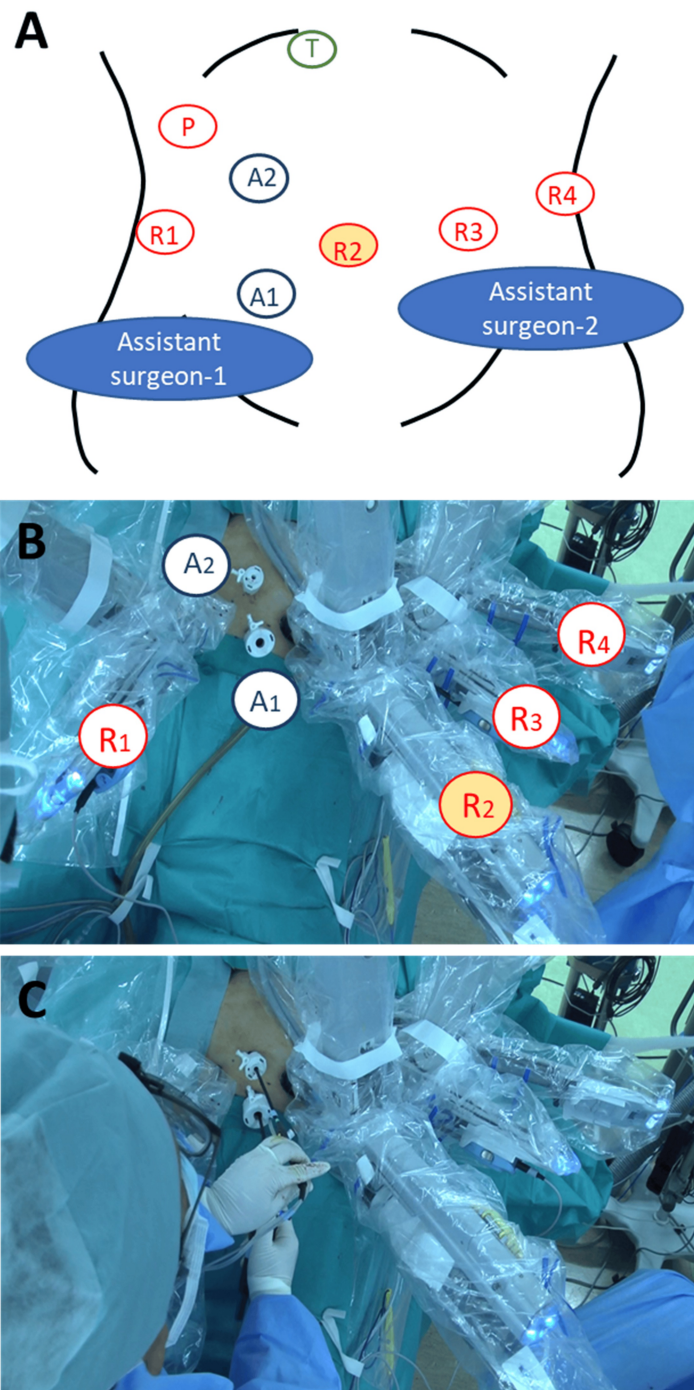 A
T
P
A2
R1
R2
R3
R4
A1
Assistant
surgeon-1
Assistant
surgeon-2
B
A2
R4
A1
R3
R1
R2
C